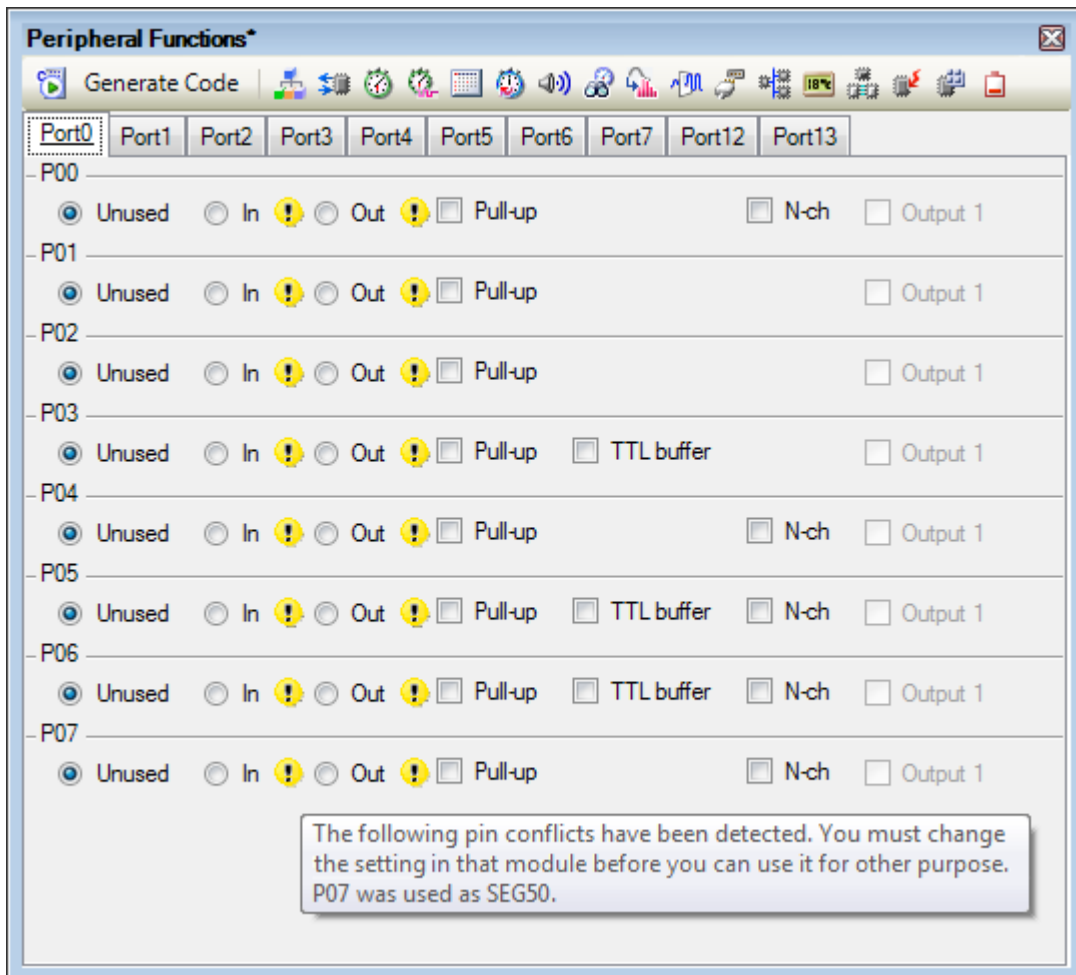 Peripheral Functions*
Generate Code
Port0 Port1 Port2 Port3 Port4 Port5 Port6 Port7 Port12 Port13
P00
Unused In Out Pull-up N-ch Output 1
P01
Unused In Out Pull-up Output 1
P02
Unused In Out Pull-up Output 1
P03
Unused In Out Pull-up TTL buffer Output 1
P04
Unused In Out Pull-up N-ch Output 1
P05
Unused In Out Pull-up TTL buffer N-ch Output 1
P06
Unused In Out Pull-up TTL buffer N-ch Output 1
P07
Unused In Out Pull-up N-ch Output 1
The following pin conflicts have been detected. You must change
the setting in that module before you can use it for other purpose.
P07 was used as SEG50.